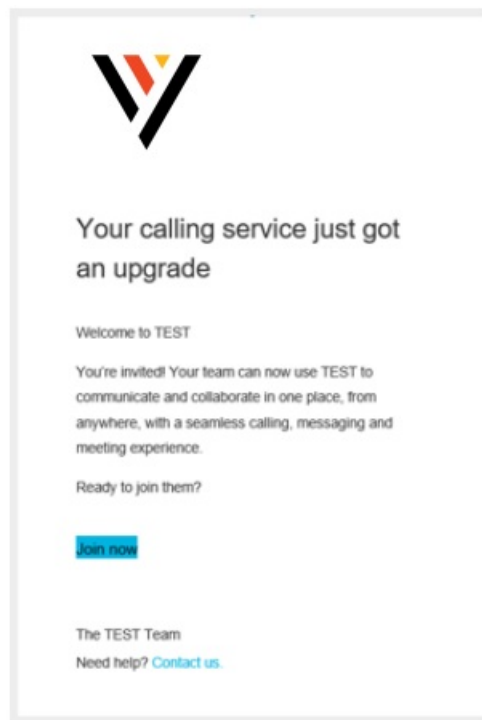 Your calling service just got
an upgrade
Welcome to TEST
You're invited! Your team can now use TEST to
communicate and collaborate in one place, from
anywhere, with a seamless calling, messaging and
meeting experience.
Ready to join them?
Join now
The TEST Team
Need help? Contact us.